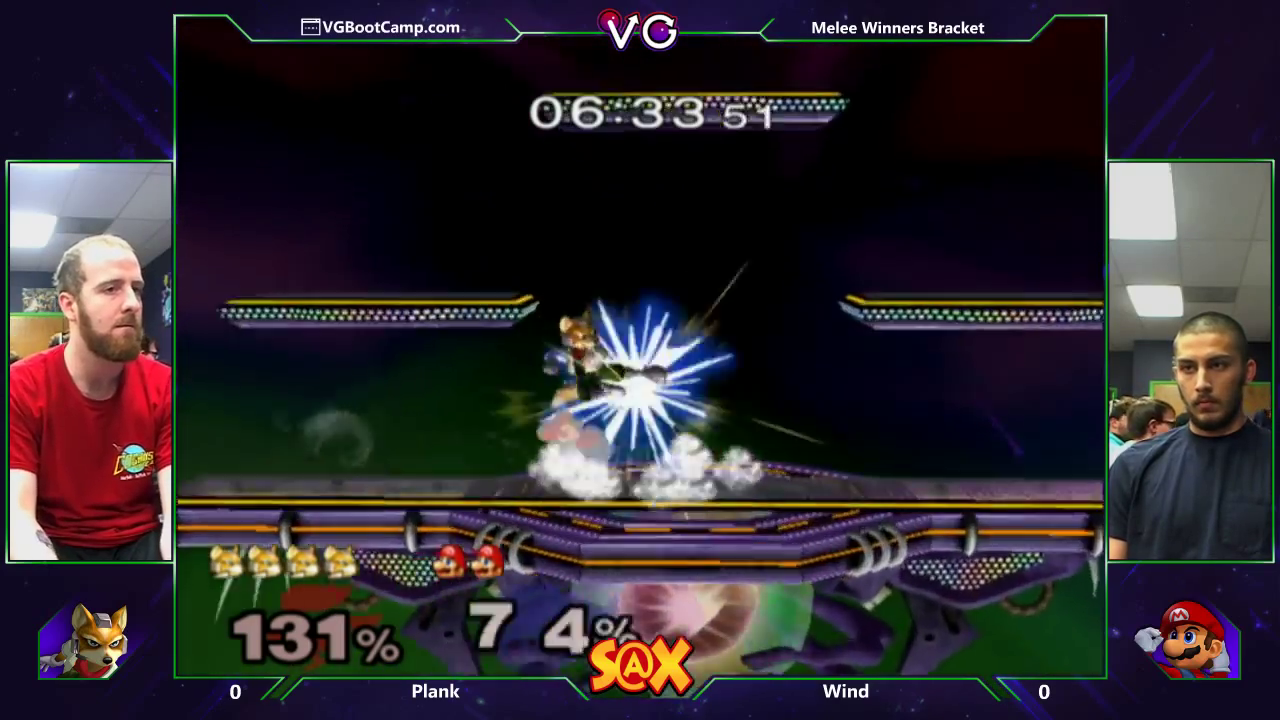 VGBootCamp.com
VG
Melee Winners Bracket
06:33 51
131%
74%
S@X
0
Plank
Wind
0